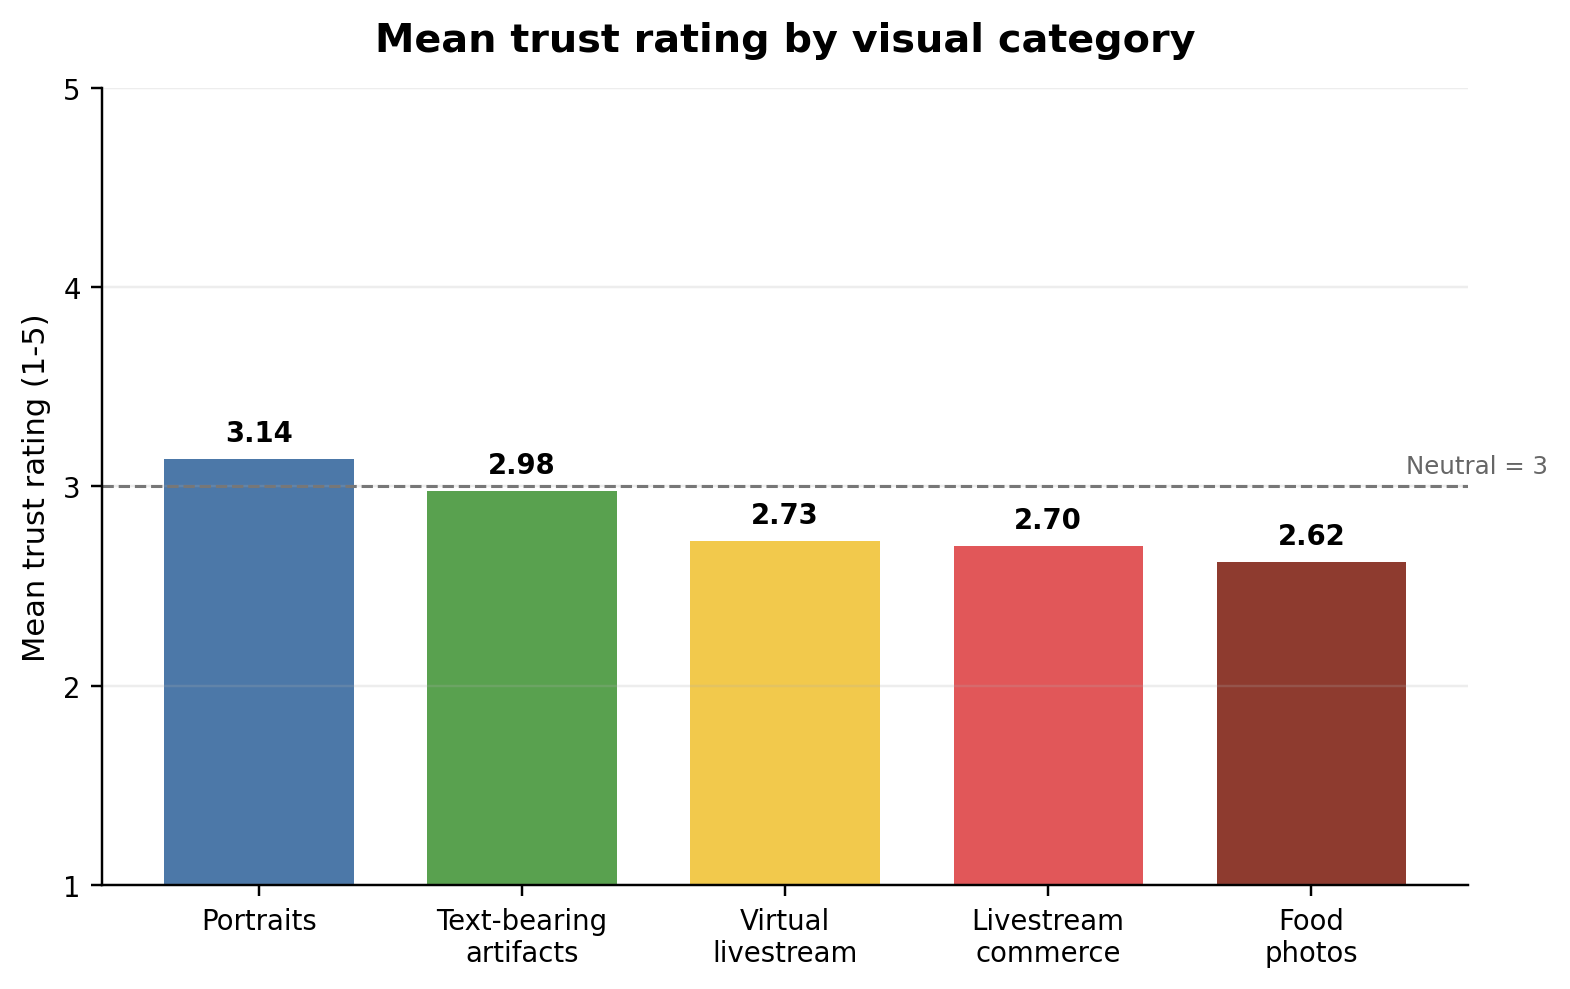 Mean trust rating by visual category
Mean trust rating (1-5)
5
4
3
2
1
3.14
2.98
2.73
2.70
2.62
Neutral = 3
Portraits
Text-bearing
artifacts
Virtual
livestream
Livestream
commerce
Food
photos